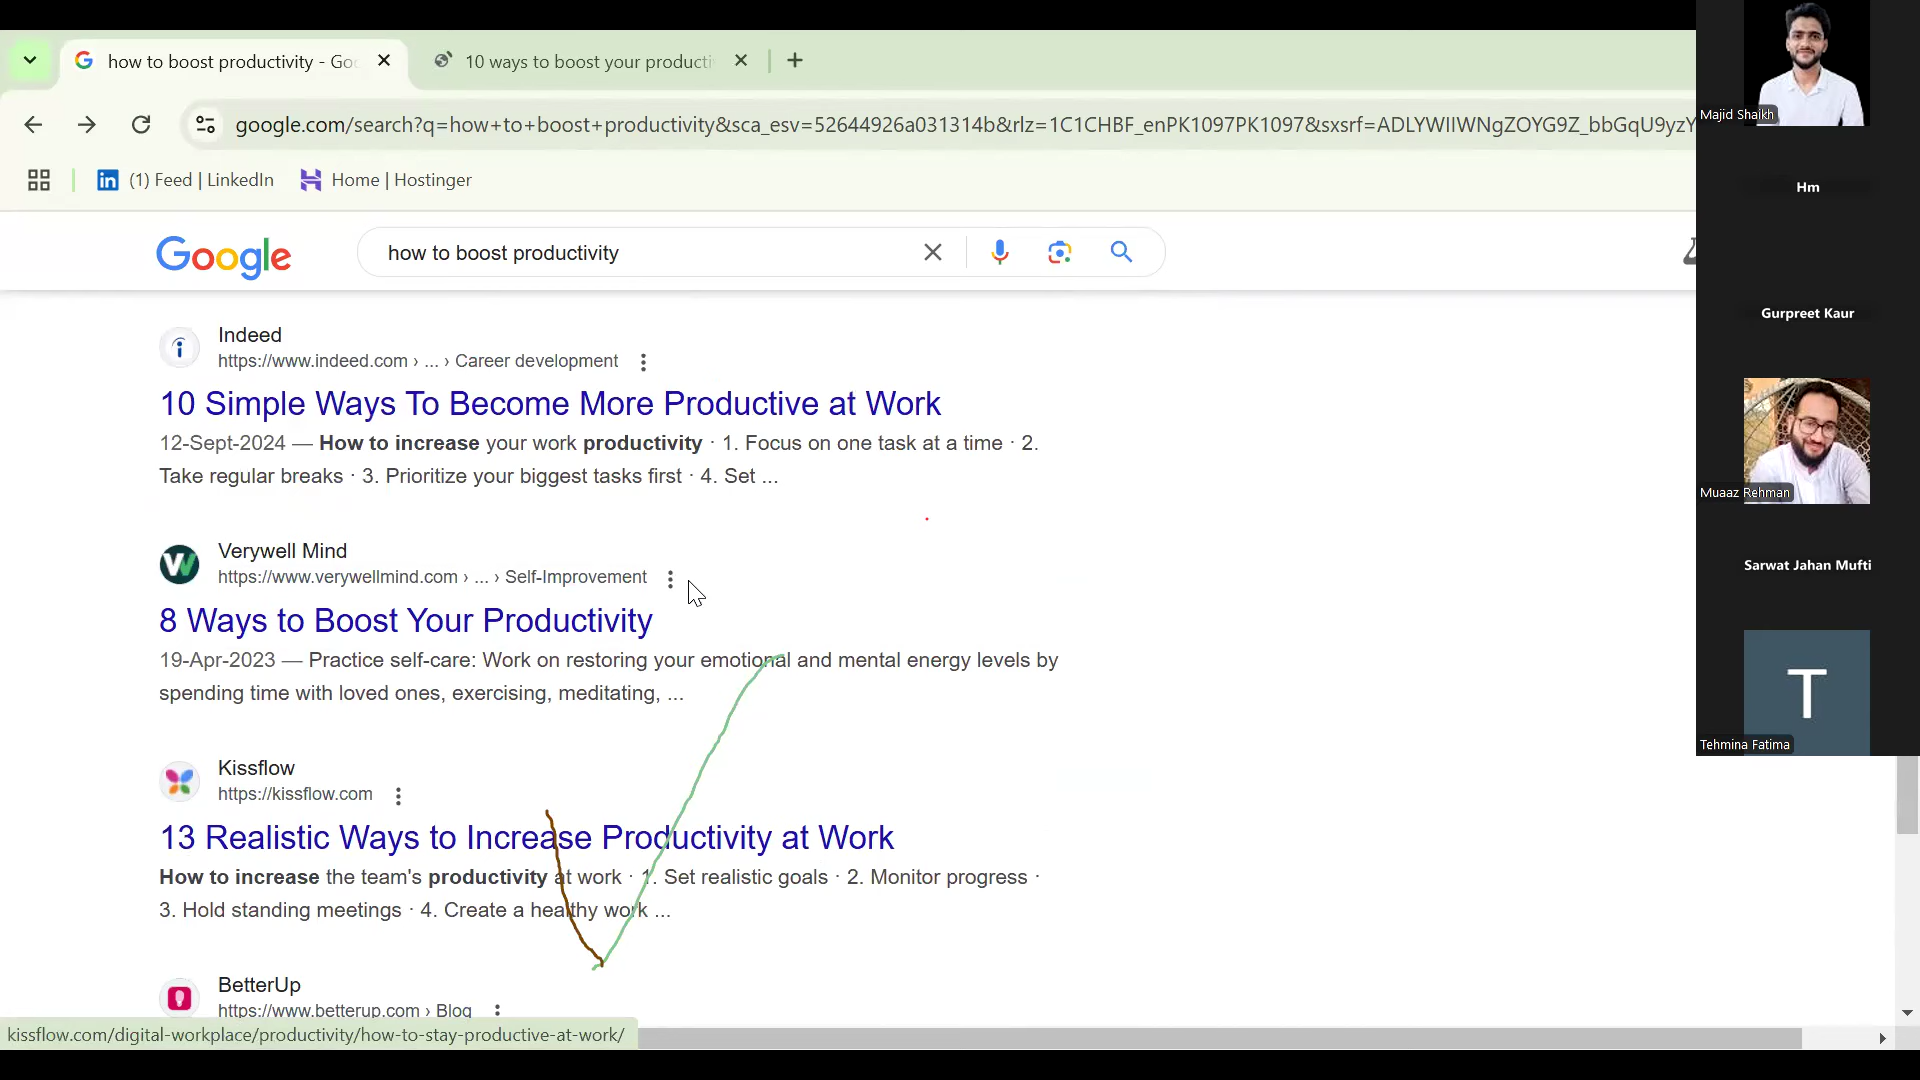 how to boost productivity - Goo
10 ways to boost your producti
google.com/search?q=how+to+boost+productivity&sca_esv=52644926a031314b&rlz=1C1CHBF_enPK1097PK1097&sxsrf=ADLYWIIWNgZOYG9Z_bbGqU9yzY
(1) Feed | LinkedIn
Home | Hostinger
Google
how to boost productivity
Indeed
https://www.indeed.com › ... › Career development
10 Simple Ways To Become More Productive at Work
12-Sept-2024 — How to increase your work productivity · 1. Focus on one task at a time · 2.
Take regular breaks · 3. Prioritize your biggest tasks first · 4. Set ...
Verywell Mind
https://www.verywellmind.com › ... › Self-Improvement
8 Ways to Boost Your Productivity
19-Apr-2023 — Practice self-care: Work on restoring your emotional and mental energy levels by
spending time with loved ones, exercising, meditating, ...
Kissflow
https://kissflow.com
13 Realistic Ways to Increase Productivity at Work
How to increase the team's productivity at work · 1. Set realistic goals · 2. Monitor progress ·
3. Hold standing meetings · 4. Create a healthy work ...
BetterUp
https://www.betterup.com › Blog
kissflow.com/digital-workplace/productivity/how-to-stay-productive-at-work/
Majid Shaikh
Hm
Gurpreet Kaur
Muaaz Rehman
Sarwat Jahan Mufti
T
Tehmina Fatima